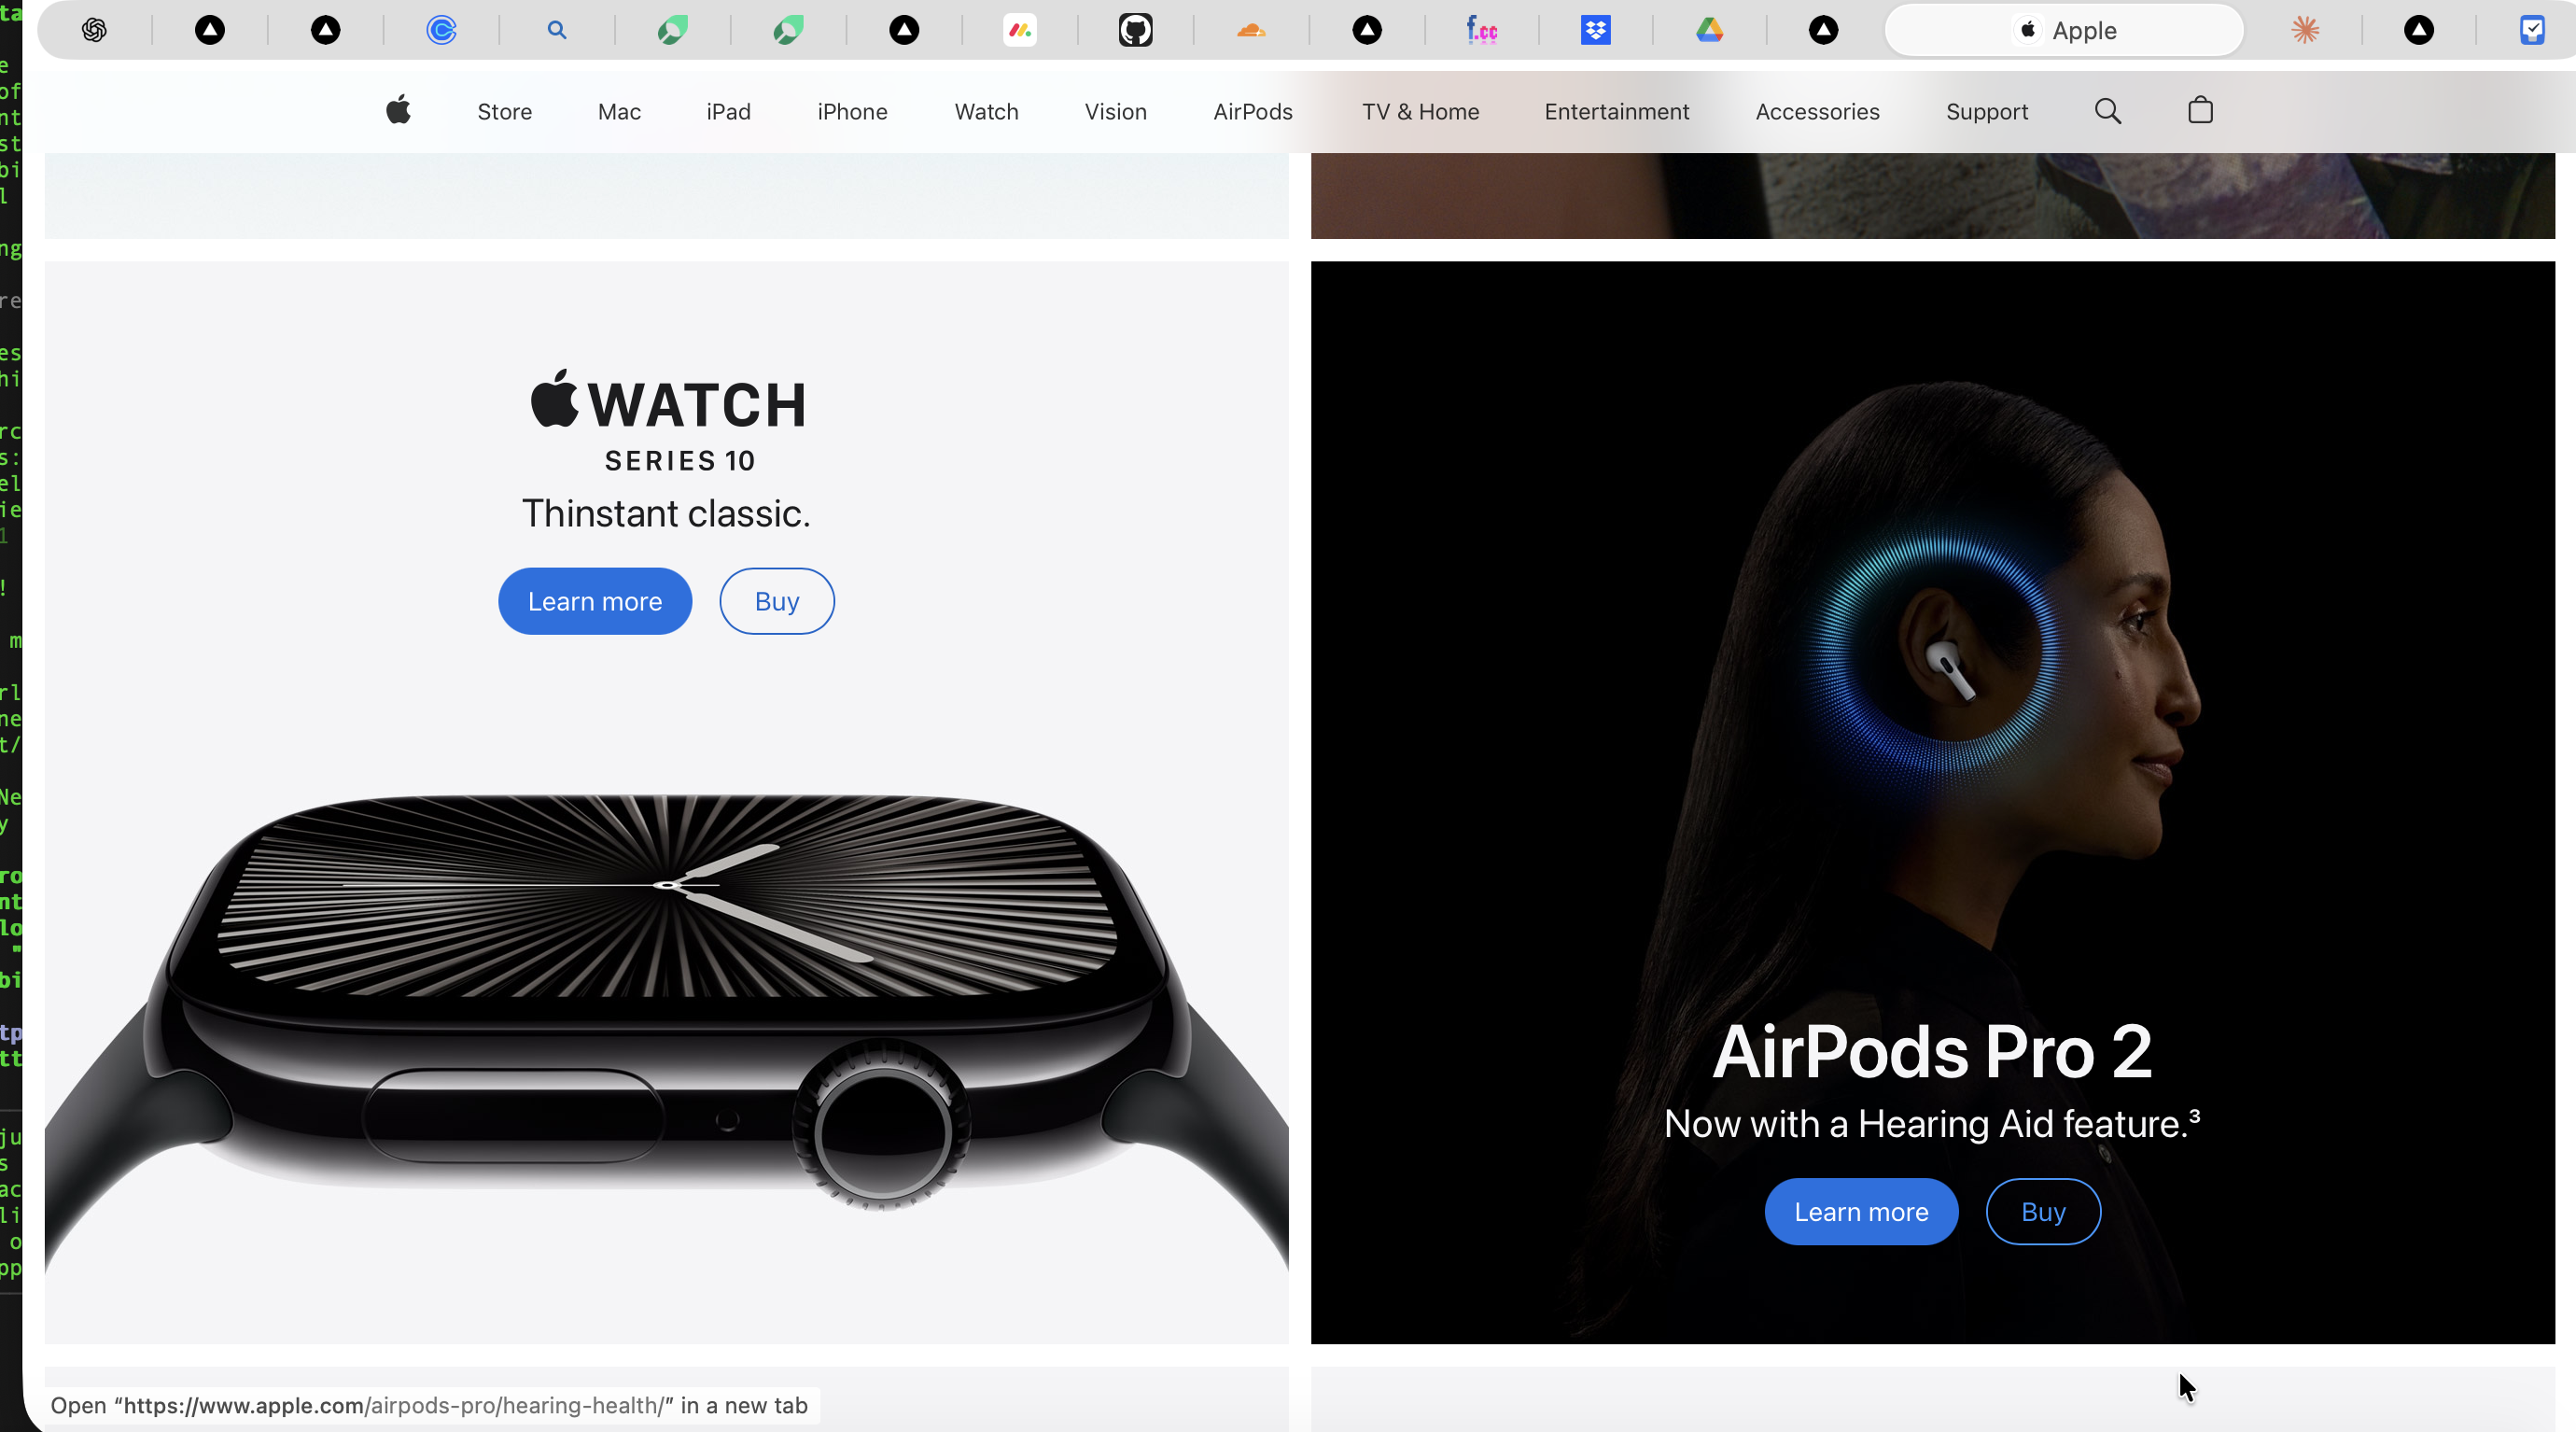 Apple
Store Mac iPad iPhone Watch Vision AirPods TV & Home Entertainment Accessories Support
WATCH
SERIES 10
Thinstant classic.
Learn more Buy
AirPods Pro 2
Now with a Hearing Aid feature.³
Learn more Buy
Open “https://www.apple.com/airpods-pro/hearing-health/” in a new tab